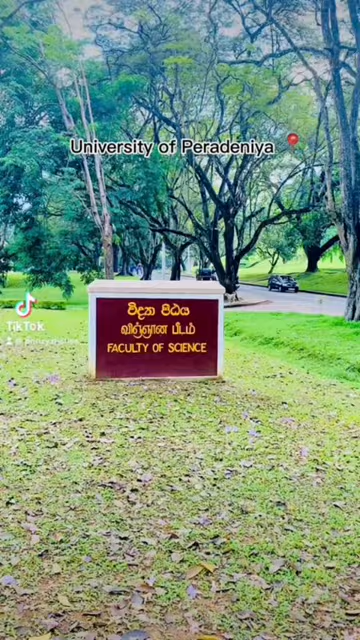 University of Peradeniya 📍
විද්‍යා පීඨය
விஞ்ஞான பீடம்
FACULTY OF SCIENCE
TikTok